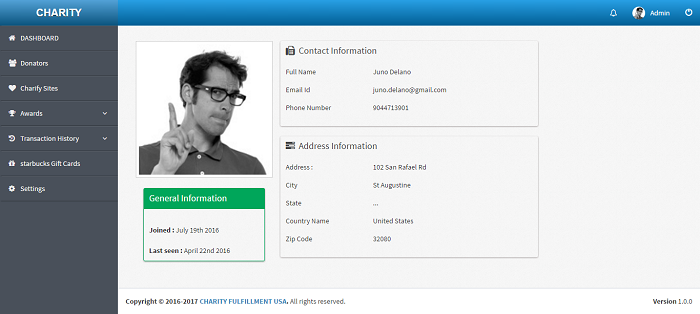 CHARITY
Admin
DASHBOARD
Donators
Charify Sites
Awards
Transaction History
starbucks Gift Cards
Settings
General Information
Joined : July 19th 2016
Last seen : April 22nd 2016
Contact Information
Full Name Juno Delano
Email Id juno.delano@gmail.com
Phone Number 9044713901
Address Information
Address : 102 San Rafael Rd
City St Augustine
State ...
Country Name United States
Zip Code 32080
Copyright © 2016-2017 CHARITY FULFILLMENT USA. All rights reserved.
Version 1.0.0